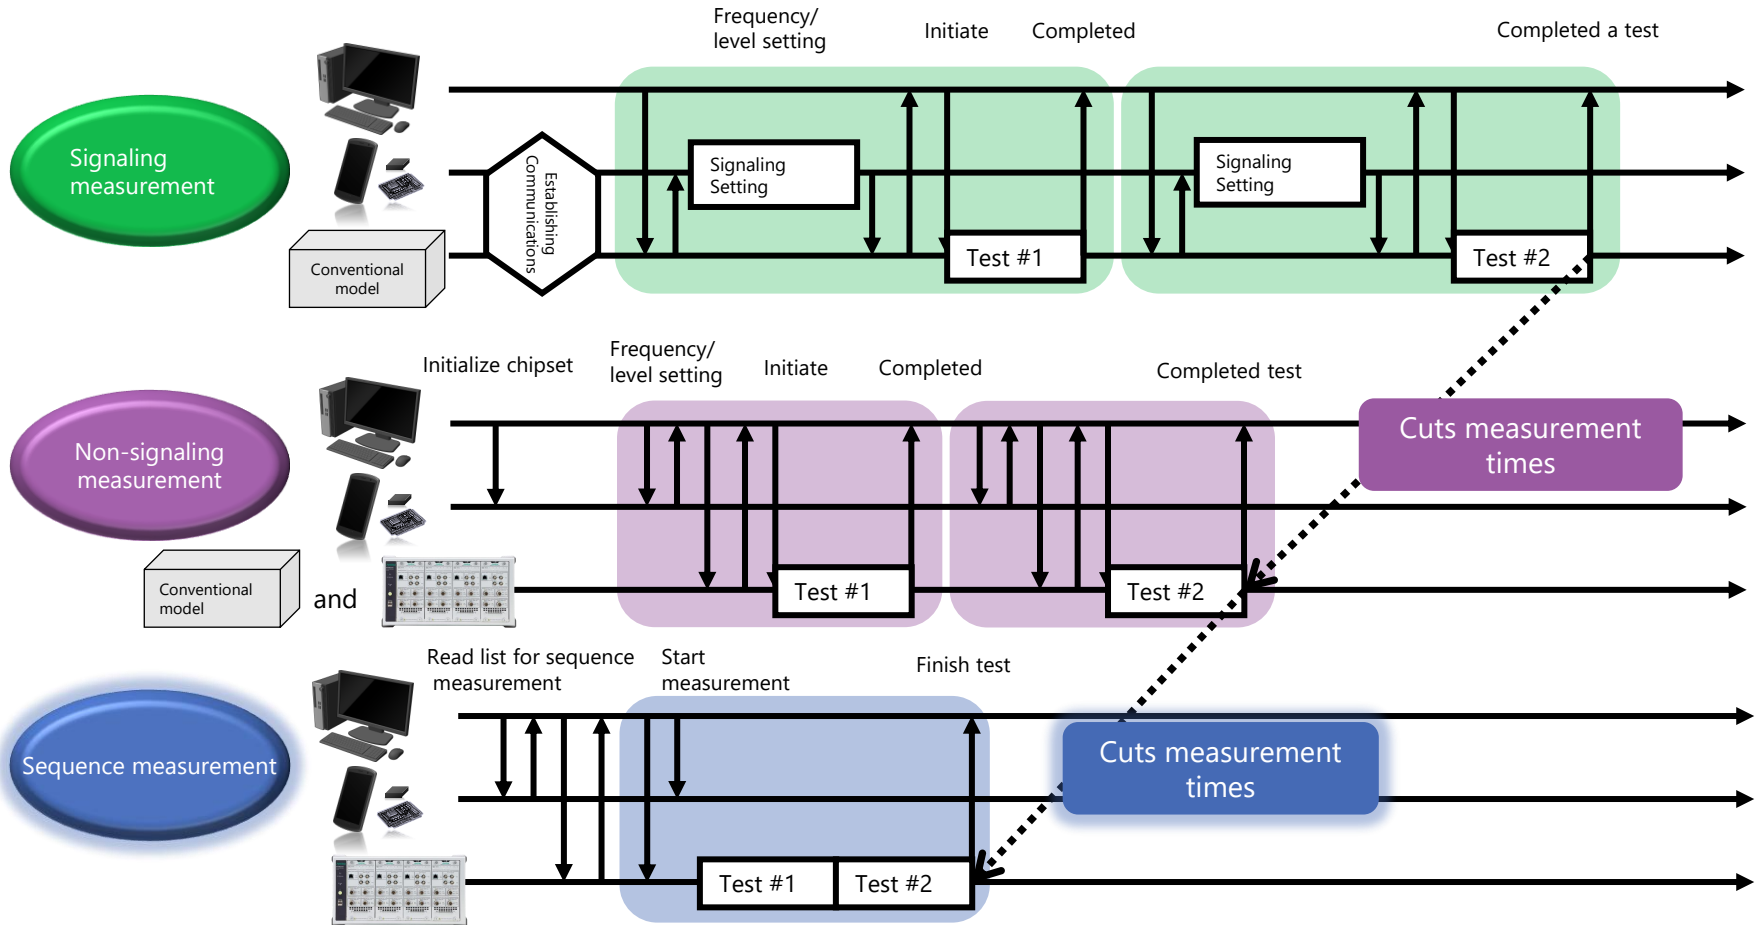 Frequency/
level setting
Initiate
Completed
Completed a test
Signaling
measurement
Establishing
Communications
Signaling
Setting
Signaling
Setting
Conventional
model
Test #1
Test #2
Initialize chipset
Frequency/
level setting
Initiate
Completed
Completed test
Non-signaling
measurement
Cuts measurement
times
Conventional
model
and
Test #1
Test #2
Read list for sequence
measurement
Start
measurement
Finish test
Sequence measurement
Cuts measurement
times
Test #1
Test #2